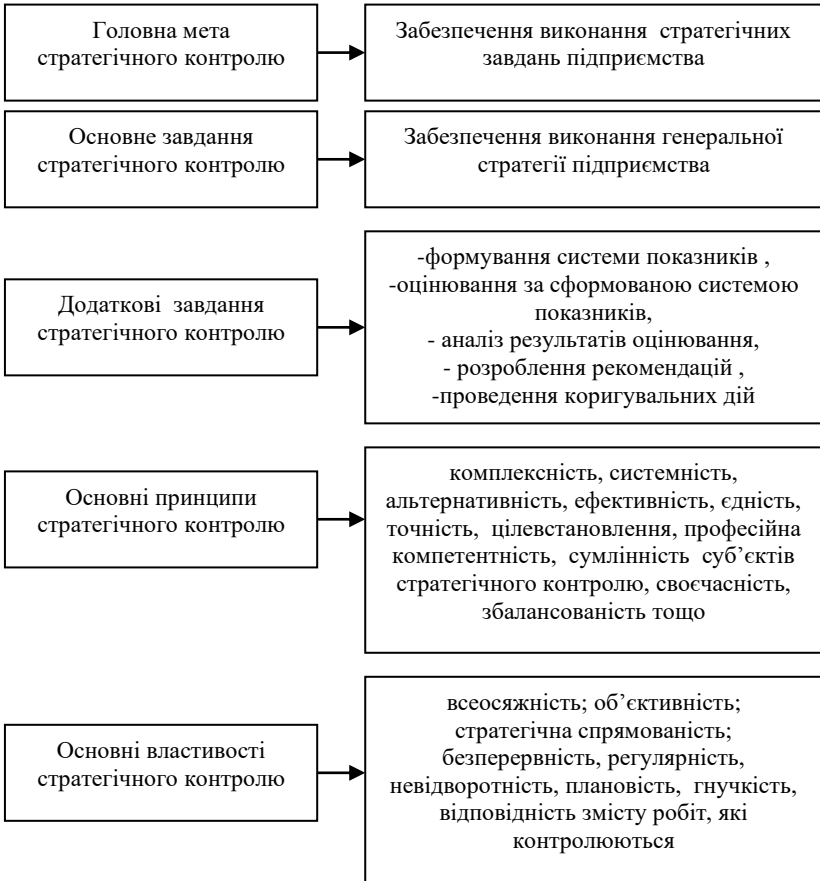 Головна мета
стратегічного контролю
Забезпечення виконання стратегічних
завдань підприємства
Основне завдання
стратегічного контролю
Забезпечення виконання генеральної
стратегії підприємства
Додаткові завдання
стратегічного контролю
-формування системи показників ,
-оцінювання за сформованою системою
показників,
- аналіз результатів оцінювання,
- розроблення рекомендацій ,
-проведення коригувальних дій
Основні принципи
стратегічного контролю
комплексність, системність,
альтернативність, ефективність, єдність,
точність, цілевстановлення, професійна
компетентність, сумлінність суб’єктів
стратегічного контролю, своєчасність,
збалансованість тощо
Основні властивості
стратегічного контролю
всеосяжність; об’єктивність;
стратегічна спрямованість;
безперервність, регулярність,
невідворотність, плановість, гнучкість,
відповідність змісту робіт, які
контролюються